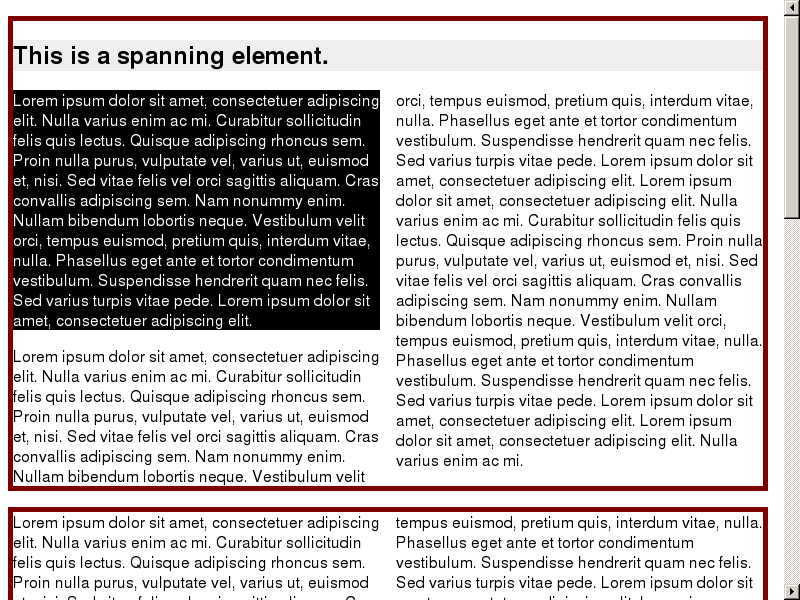 This is a spanning element.
Lorem ipsum dolor sit amet, consectetuer adipiscing
elit. Nulla varius enim ac mi. Curabitur sollicitudin
felis quis lectus. Quisque adipiscing rhoncus sem.
Proin nulla purus, vulputate vel, varius ut, euismod
et, nisi. Sed vitae felis vel orci sagittis aliquam. Cras
convallis adipiscing sem. Nam nonummy enim.
Nullam bibendum lobortis neque. Vestibulum velit
orci, tempus euismod, pretium quis, interdum vitae,
nulla. Phasellus eget ante et tortor condimentum
vestibulum. Suspendisse hendrerit quam nec felis.
Sed varius turpis vitae pede. Lorem ipsum dolor sit
amet, consectetuer adipiscing elit.
Lorem ipsum dolor sit amet, consectetuer adipiscing
elit. Nulla varius enim ac mi. Curabitur sollicitudin
felis quis lectus. Quisque adipiscing rhoncus sem.
Proin nulla purus, vulputate vel, varius ut, euismod
et, nisi. Sed vitae felis vel orci sagittis aliquam. Cras
convallis adipiscing sem. Nam nonummy enim.
Nullam bibendum lobortis neque. Vestibulum velit
orci, tempus euismod, pretium quis, interdum vitae,
nulla. Phasellus eget ante et tortor condimentum
vestibulum. Suspendisse hendrerit quam nec felis.
Sed varius turpis vitae pede. Lorem ipsum dolor sit
amet, consectetuer adipiscing elit. Lorem ipsum
dolor sit amet, consectetuer adipiscing elit. Nulla
varius enim ac mi. Curabitur sollicitudin felis quis
lectus. Quisque adipiscing rhoncus sem. Proin nulla
purus, vulputate vel, varius ut, euismod et, nisi. Sed
vitae felis vel orci sagittis aliquam. Cras convallis
adipiscing sem. Nam nonummy enim. Nullam
bibendum lobortis neque. Vestibulum velit orci,
tempus euismod, pretium quis, interdum vitae, nulla.
Phasellus eget ante et tortor condimentum
vestibulum. Suspendisse hendrerit quam nec felis.
Sed varius turpis vitae pede. Lorem ipsum dolor sit
amet, consectetuer adipiscing elit. Lorem ipsum
dolor sit amet, consectetuer adipiscing elit. Nulla
varius enim ac mi.
Lorem ipsum dolor sit amet, consectetuer adipiscing
elit. Nulla varius enim ac mi. Curabitur sollicitudin
felis quis lectus. Quisque adipiscing rhoncus sem.
Proin nulla purus, vulputate vel, varius ut, euismod
tempus euismod, pretium quis, interdum vitae, nulla.
Phasellus eget ante et tortor condimentum
vestibulum. Suspendisse hendrerit quam nec felis.
Sed varius turpis vitae pede. Lorem ipsum dolor sit